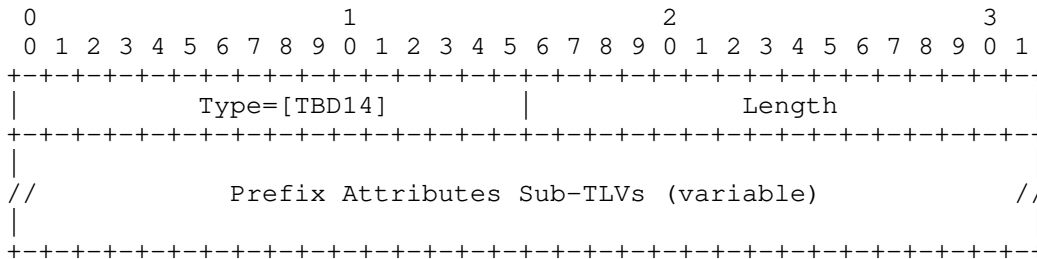 0                   1                   2                   3
 0 1 2 3 4 5 6 7 8 9 0 1 2 3 4 5 6 7 8 9 0 1 2 3 4 5 6 7 8 9 0 1
+-+-+-+-+-+-+-+-+-+-+-+-+-+-+-+-+-+-+-+-+-+-+-+-+-+-+-+-+-+-+-+--
|           Type=[TBD14]        |             Length
+-+-+-+-+-+-+-+-+-+-+-+-+-+-+-+-+-+-+-+-+-+-+-+-+-+-+-+-+-+-+-+--
|
//            Prefix Attributes Sub-TLVs (variable)            //
|
+-+-+-+-+-+-+-+-+-+-+-+-+-+-+-+-+-+-+-+-+-+-+-+-+-+-+-+-+-+-+-+--